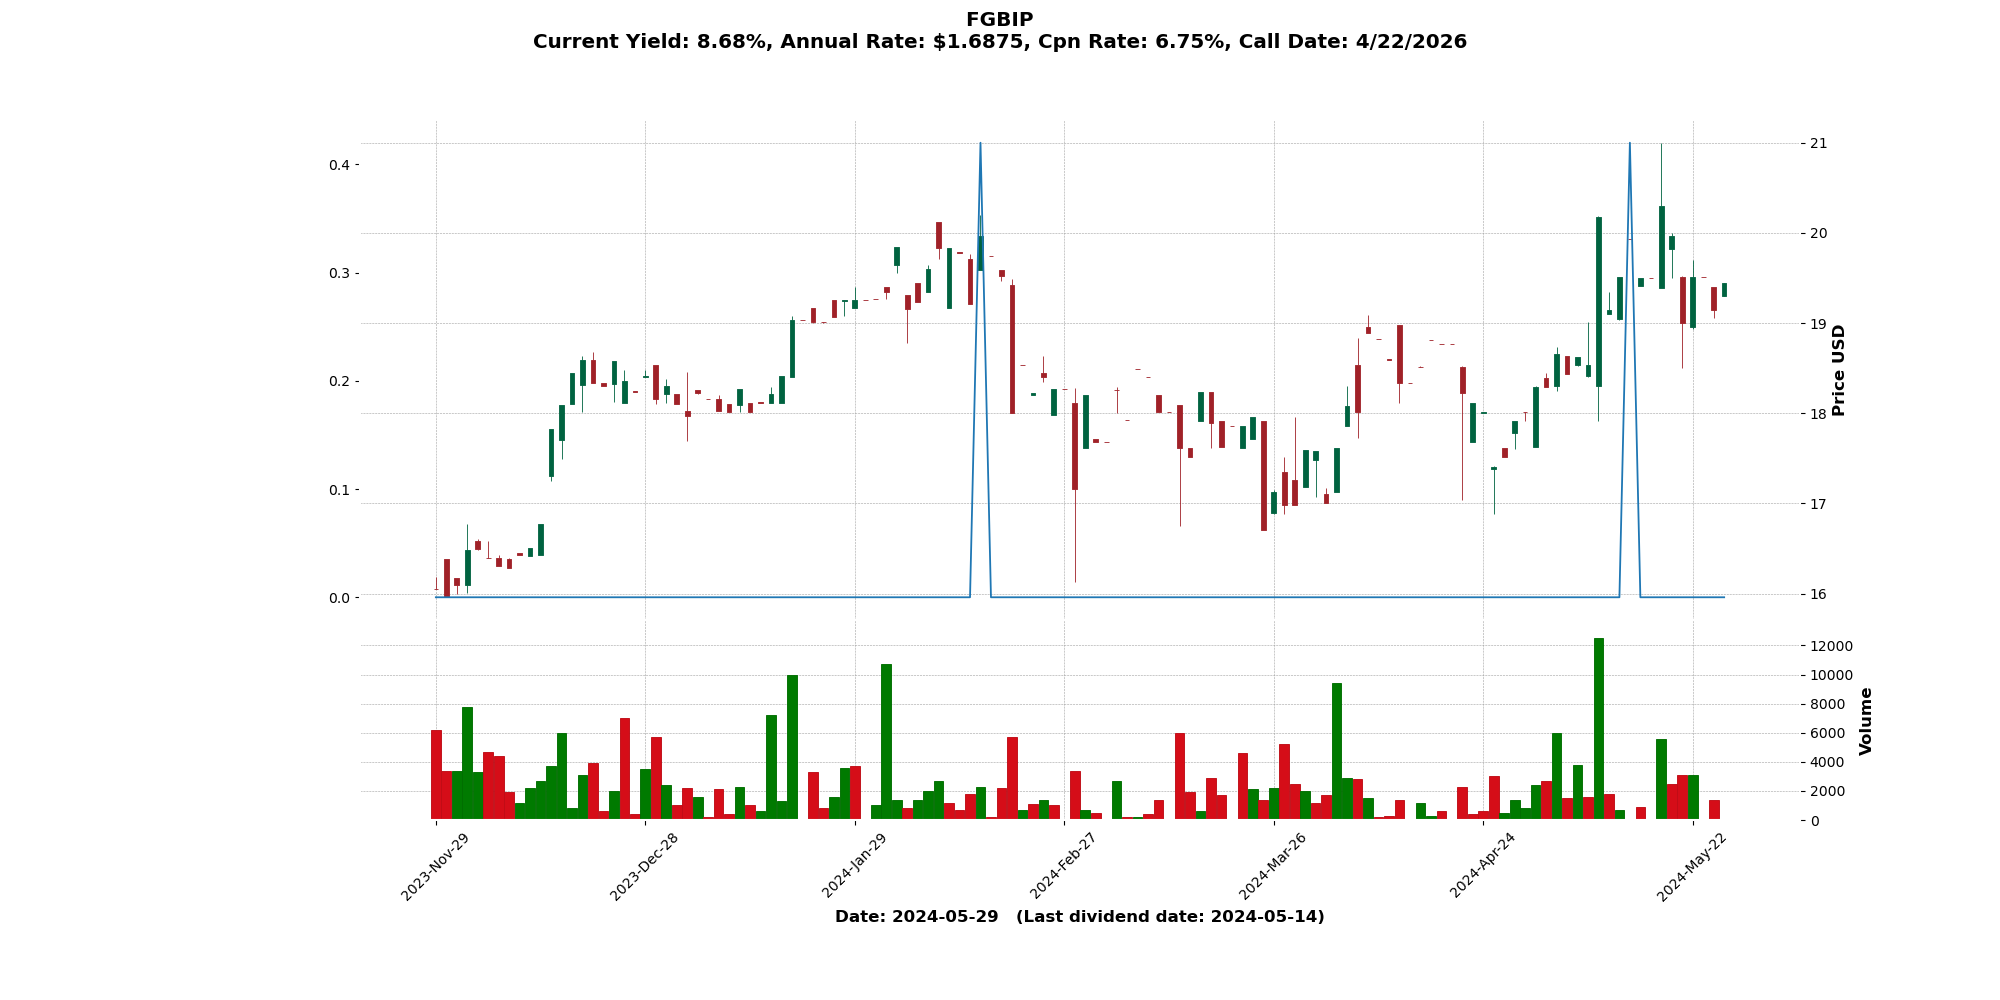 FGBIP
Current Yield: 8.68%, Annual Rate: $1.6875, Cpn Rate: 6.75%, Call Date: 4/22/2026
0.4
0.3
0.2
0.1
0.0
21
20
19
18
17
16
Price USD
12000
10000
8000
6000
4000
2000
0
Volume
2023-Nov-29
2023-Dec-28
2024-Jan-29
2024-Feb-27
2024-Mar-26
2024-Apr-24
2024-May-22
Date: 2024-05-29 (Last dividend date: 2024-05-14)